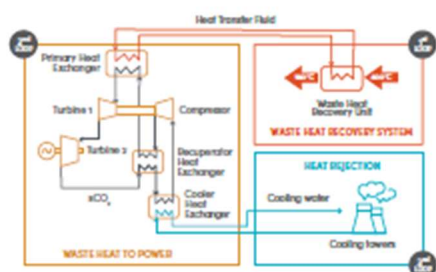 Heat Transfer Fluid
Primary Heat
Exchanger
Turbine 1
Compressor
Turbine 2
Recuperator
Heat
Exchanger
sCO₂
Cooler
Heat
Exchanger
WASTE HEAT TO POWER
Waste Heat
Recovery Unit
WASTE HEAT RECOVERY SYSTEM
HEAT REJECTION
Cooling water
Cooling towers